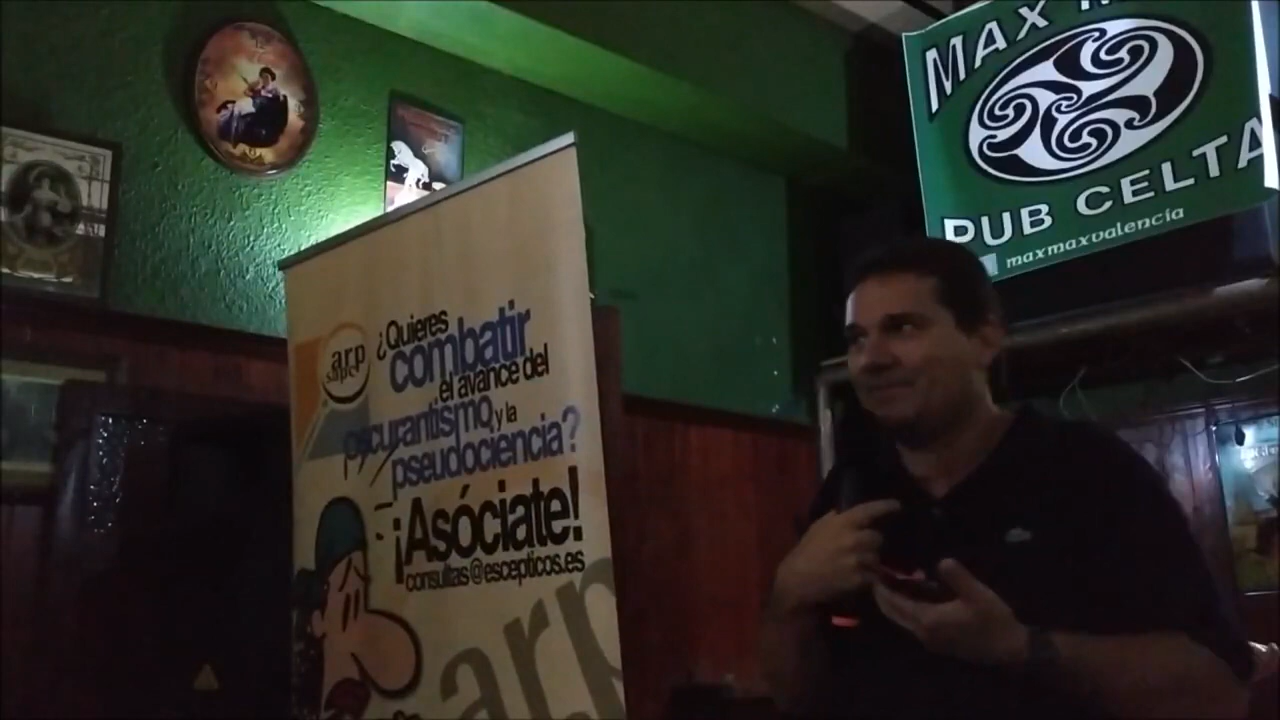 MAX M
PUB CELTA
maxmaxvalencia
arp
sapc
¿Quieres
combatir
el avance del
oscurantismo y la
pseudociencia?
¡Asóciate!
consultas@escepticos.es
arp